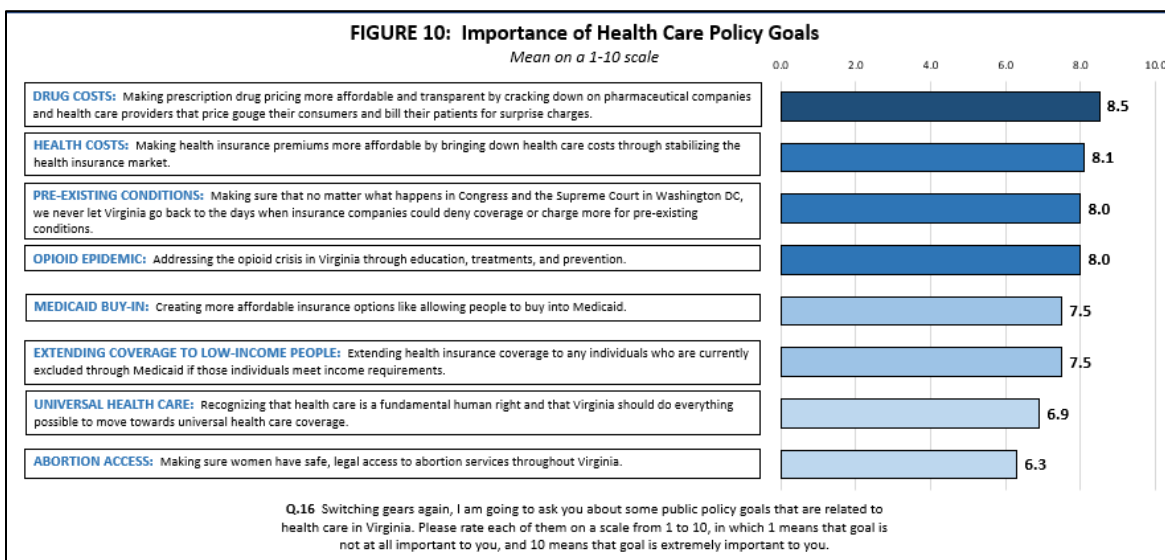 FIGURE 10: Importance of Health Care Policy Goals
Mean on a 1-10 scale
0.0 2.0 4.0 6.0 8.0 10.0
DRUG COSTS: Making prescription drug pricing more affordable and transparent by cracking down on pharmaceutical companies
and health care providers that price gouge their consumers and bill their patients for surprise charges.
8.5
HEALTH COSTS: Making health insurance premiums more affordable by bringing down health care costs through stabilizing the
health insurance market.
8.1
PRE-EXISTING CONDITIONS: Making sure that no matter what happens in Congress and the Supreme Court in Washington DC,
we never let Virginia go back to the days when insurance companies could deny coverage or charge more for pre-existing
conditions.
8.0
OPIOID EPIDEMIC: Addressing the opioid crisis in Virginia through education, treatments, and prevention.
8.0
MEDICAID BUY-IN: Creating more affordable insurance options like allowing people to buy into Medicaid.
7.5
EXTENDING COVERAGE TO LOW-INCOME PEOPLE: Extending health insurance coverage to any individuals who are currently
excluded through Medicaid if those individuals meet income requirements.
7.5
UNIVERSAL HEALTH CARE: Recognizing that health care is a fundamental human right and that Virginia should do everything
possible to move towards universal health care coverage.
6.9
ABORTION ACCESS: Making sure women have safe, legal access to abortion services throughout Virginia.
6.3
Q.16 Switching gears again, I am going to ask you about some public policy goals that are related to
health care in Virginia. Please rate each of them on a scale from 1 to 10, in which 1 means that goal is
not at all important to you, and 10 means that goal is extremely important to you.